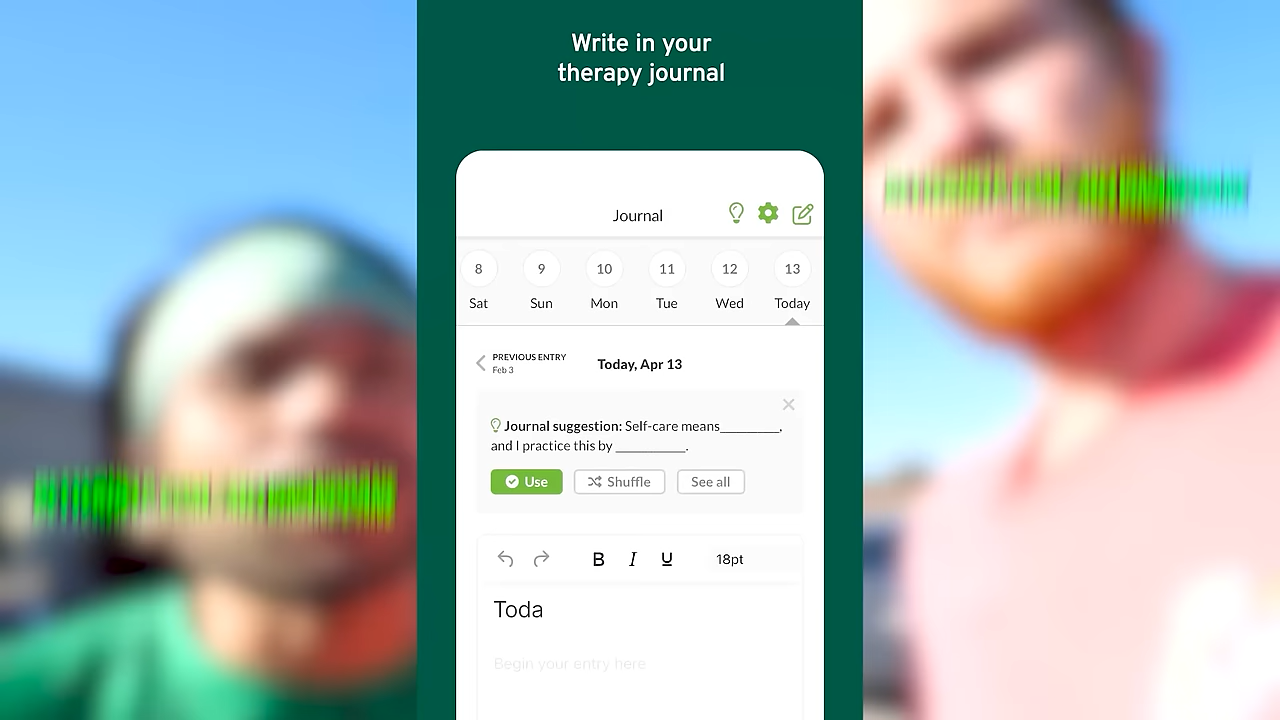 Write in your
therapy journal
Journal
8
9
10
11
12
13
Sat
Sun
Mon
Tue
Wed
Today
PREVIOUS ENTRY
Feb 3
Today, Apr 13
Journal suggestion: Self-care means_________,
and I practice this by ___________.
Use
Shuffle
See all
B
I
U
18pt
Toda
Begin your entry here